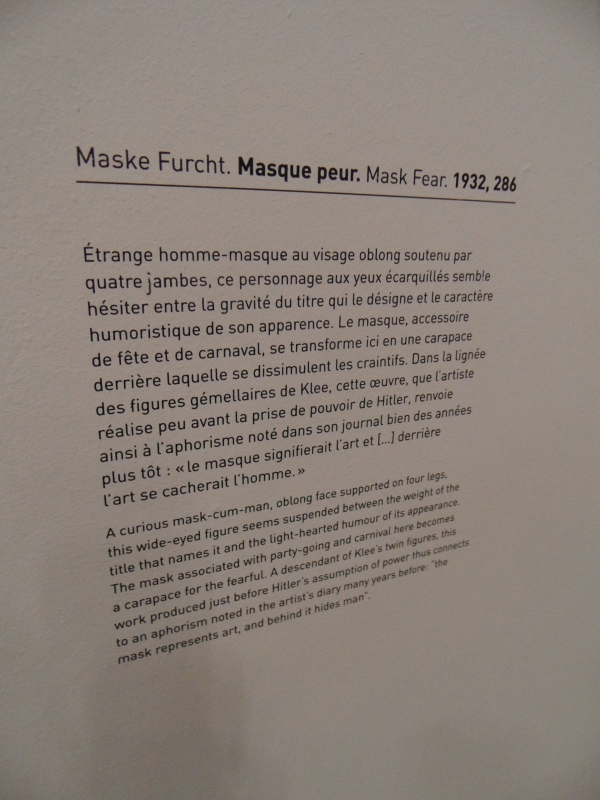 Maske Furcht. Masque peur. Mask Fear. 1932, 286
Étrange homme-masque au visage oblong soutenu par
quatre jambes, ce personnage aux yeux écarquillés semble
hésiter entre la gravité du titre qui le désigne et le caractère
humoristique de son apparence. Le masque, accessoire
de fête et de carnaval, se transforme ici en une carapace
derrière laquelle se dissimulent les craintifs. Dans la lignée
des figures gémellaires de Klee, cette œuvre, que l'artiste
réalise peu avant la prise de pouvoir de Hitler, renvoie
ainsi à l'aphorisme noté dans son journal bien des années
plus tôt : « le masque signifierait l'art et [...] derrière
l'art se cacherait l'homme. »
A curious mask-cum-man, oblong face supported on four legs,
this wide-eyed figure seems suspended between the weight of the
title that names it and the light-hearted humour of its appearance.
The mask associated with party-going and carnival here becomes
a carapace for the fearful. A descendant of Klee's twin figures, this
work produced just before Hitler's assumption of power thus connects
to an aphorism noted in the artist's diary many years before: "the
mask represents art, and behind it hides man".